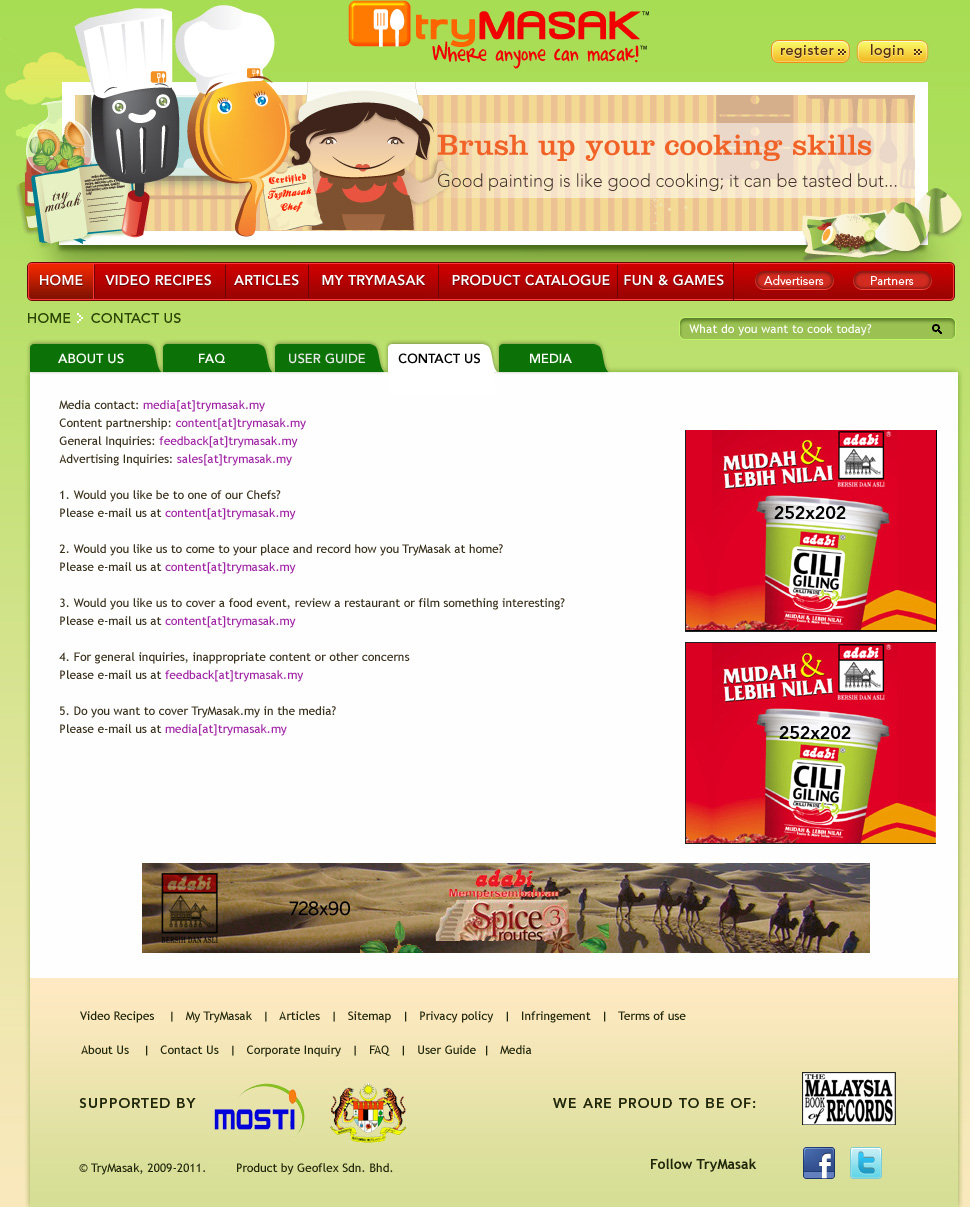 tryMASAK™
Where anyone can masak!™
register
login
try masak
Certified
TryMasak
Chef
Brush up your cooking skills
Good painting is like good cooking; it can be tasted but...
HOME VIDEO RECIPES ARTICLES MY TRYMASAK PRODUCT CATALOGUE FUN & GAMES Advertisers Partners
HOME CONTACT US
What do you want to cook today?
ABOUT US FAQ USER GUIDE CONTACT US MEDIA
Media contact: media[at]trymasak.my
Content partnership: content[at]trymasak.my
General Inquiries: feedback[at]trymasak.my
Advertising Inquiries: sales[at]trymasak.my
1. Would you like be to one of our Chefs?
Please e-mail us at content[at]trymasak.my
2. Would you like us to come to your place and record how you TryMasak at home?
Please e-mail us at content[at]trymasak.my
3. Would you like us to cover a food event, review a restaurant or film something interesting?
Please e-mail us at content[at]trymasak.my
4. For general inquiries, inappropriate content or other concerns
Please e-mail us at feedback[at]trymasak.my
5. Do you want to cover TryMasak.my in the media?
Please e-mail us at media[at]trymasak.my
MUDAH &
LEBIH NILAI
adabi ®
BERSIH DAN ASLI
252x202
adabi
CILI
GILING
CHILLI PASTE
MUDAH & LEBIH NILAI
MUDAH &
LEBIH NILAI
adabi ®
BERSIH DAN ASLI
252x202
adabi
CILI
GILING
CHILLI PASTE
MUDAH & LEBIH NILAI
adabi
BERSIH DAN ASLI
728x90
adabi
Mempersembahkan
Spice 3
routes
Video Recipes | My TryMasak | Articles | Sitemap | Privacy policy | Infringement | Terms of use
About Us | Contact Us | Corporate Inquiry | FAQ | User Guide | Media
SUPPORTED BY
MOSTI
WE ARE PROUD TO BE OF:
THE
MALAYSIA
BOOK of RECORDS
© TryMasak, 2009-2011. Product by Geoflex Sdn. Bhd.
Follow TryMasak
f
t